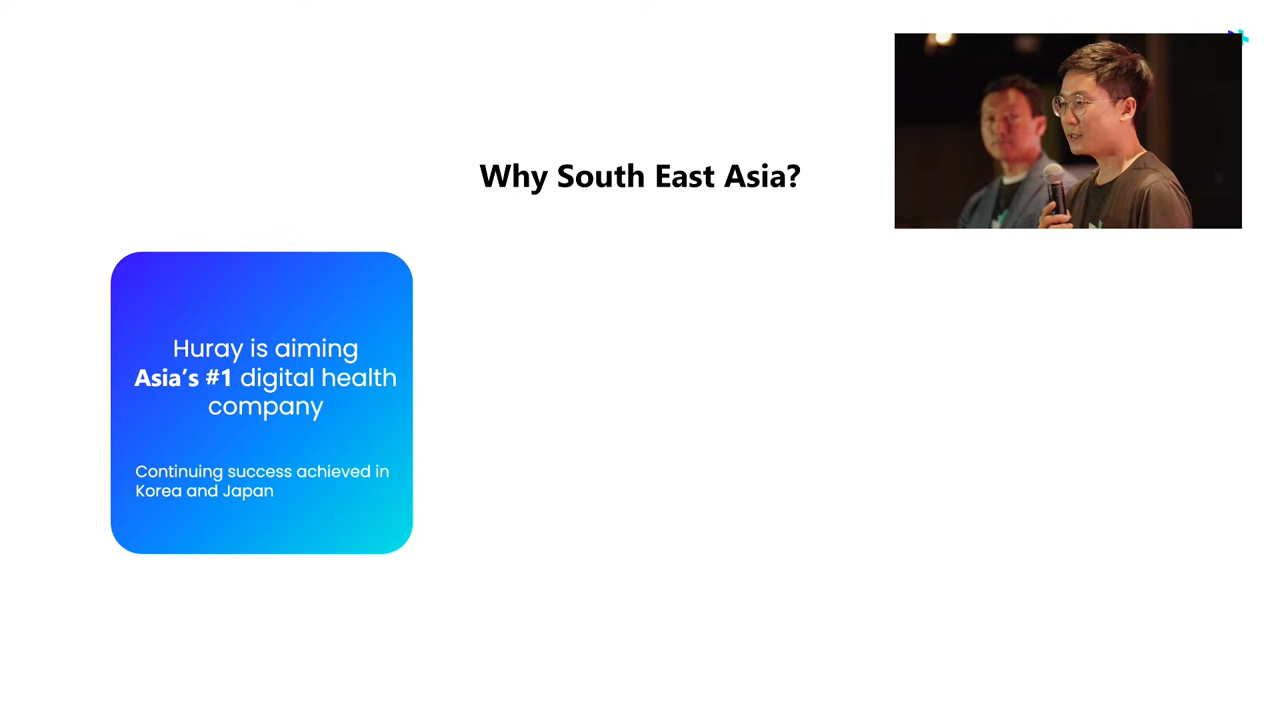 Why South East Asia?
Huray is aiming
Asia’s #1 digital health
company
Continuing success achieved in
Korea and Japan